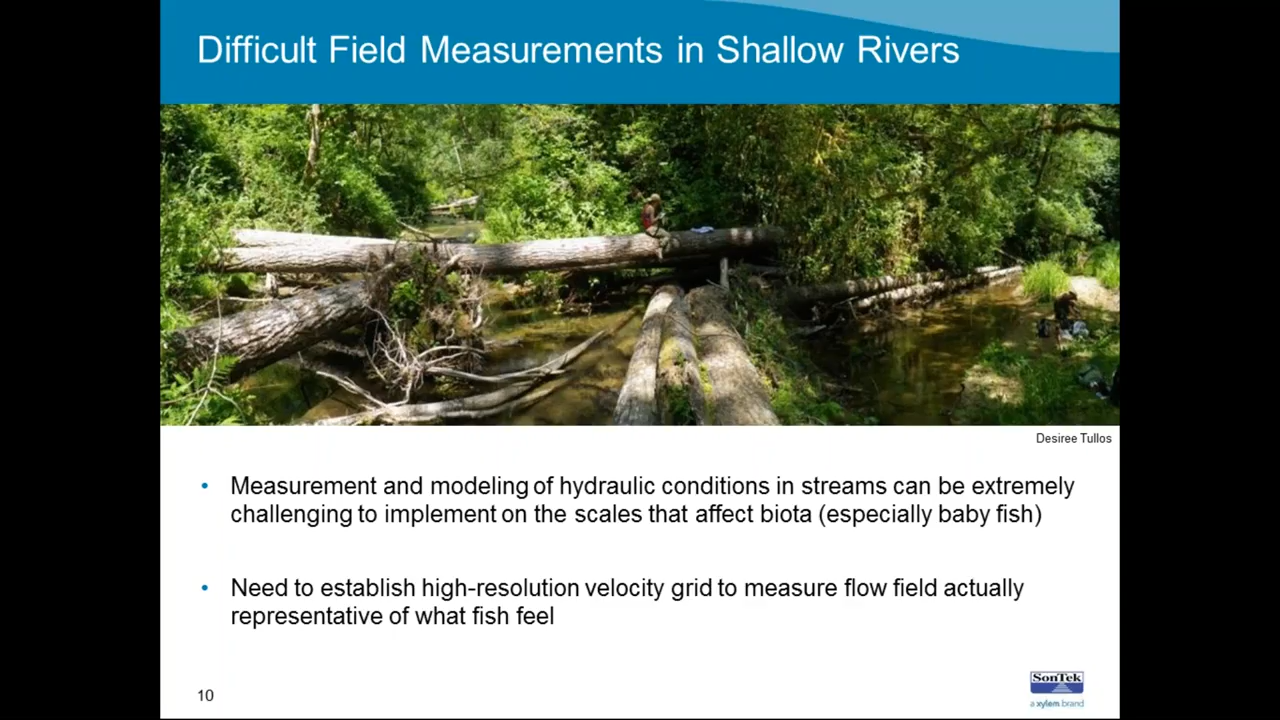 Difficult Field Measurements in Shallow Rivers
Desiree Tullos
• Measurement and modeling of hydraulic conditions in streams can be extremely
challenging to implement on the scales that affect biota (especially baby fish)
• Need to establish high-resolution velocity grid to measure flow field actually
representative of what fish feel
10
SonTek
a xylem brand